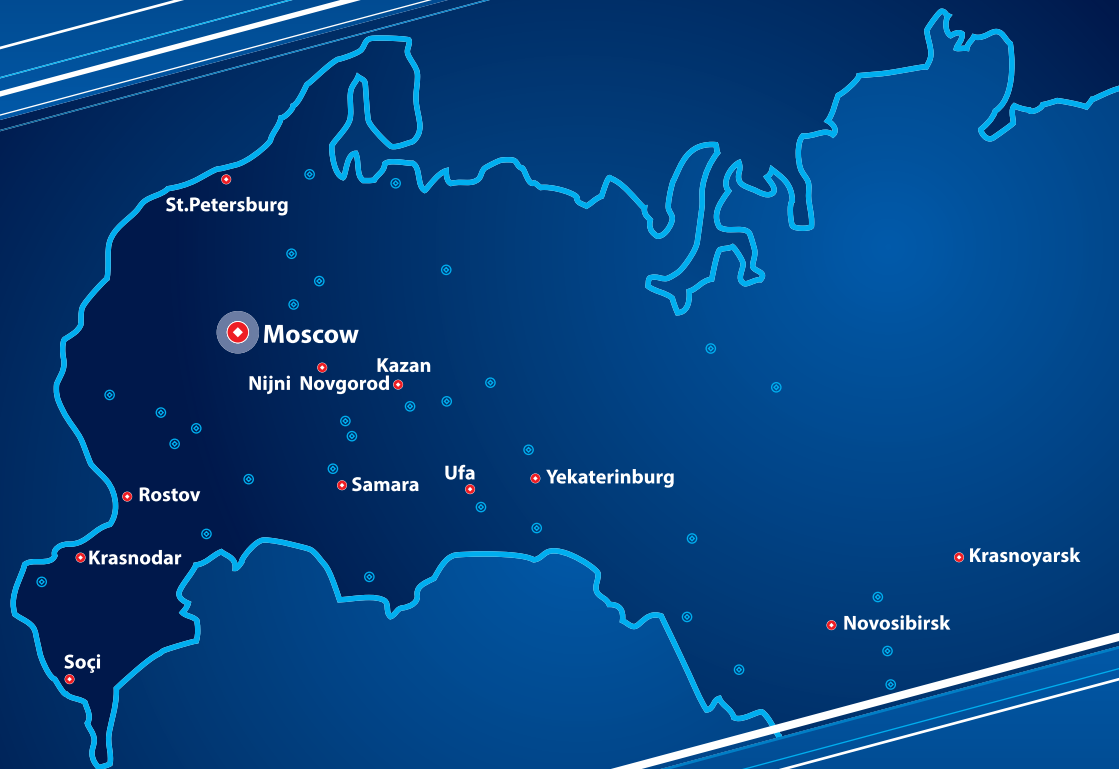 St.Petersburg
Moscow
Kazan
Nijni Novgorod
Ufa
Yekaterinburg
Samara
Rostov
Krasnodar
Krasnoyarsk
Novosibirsk
Soçi